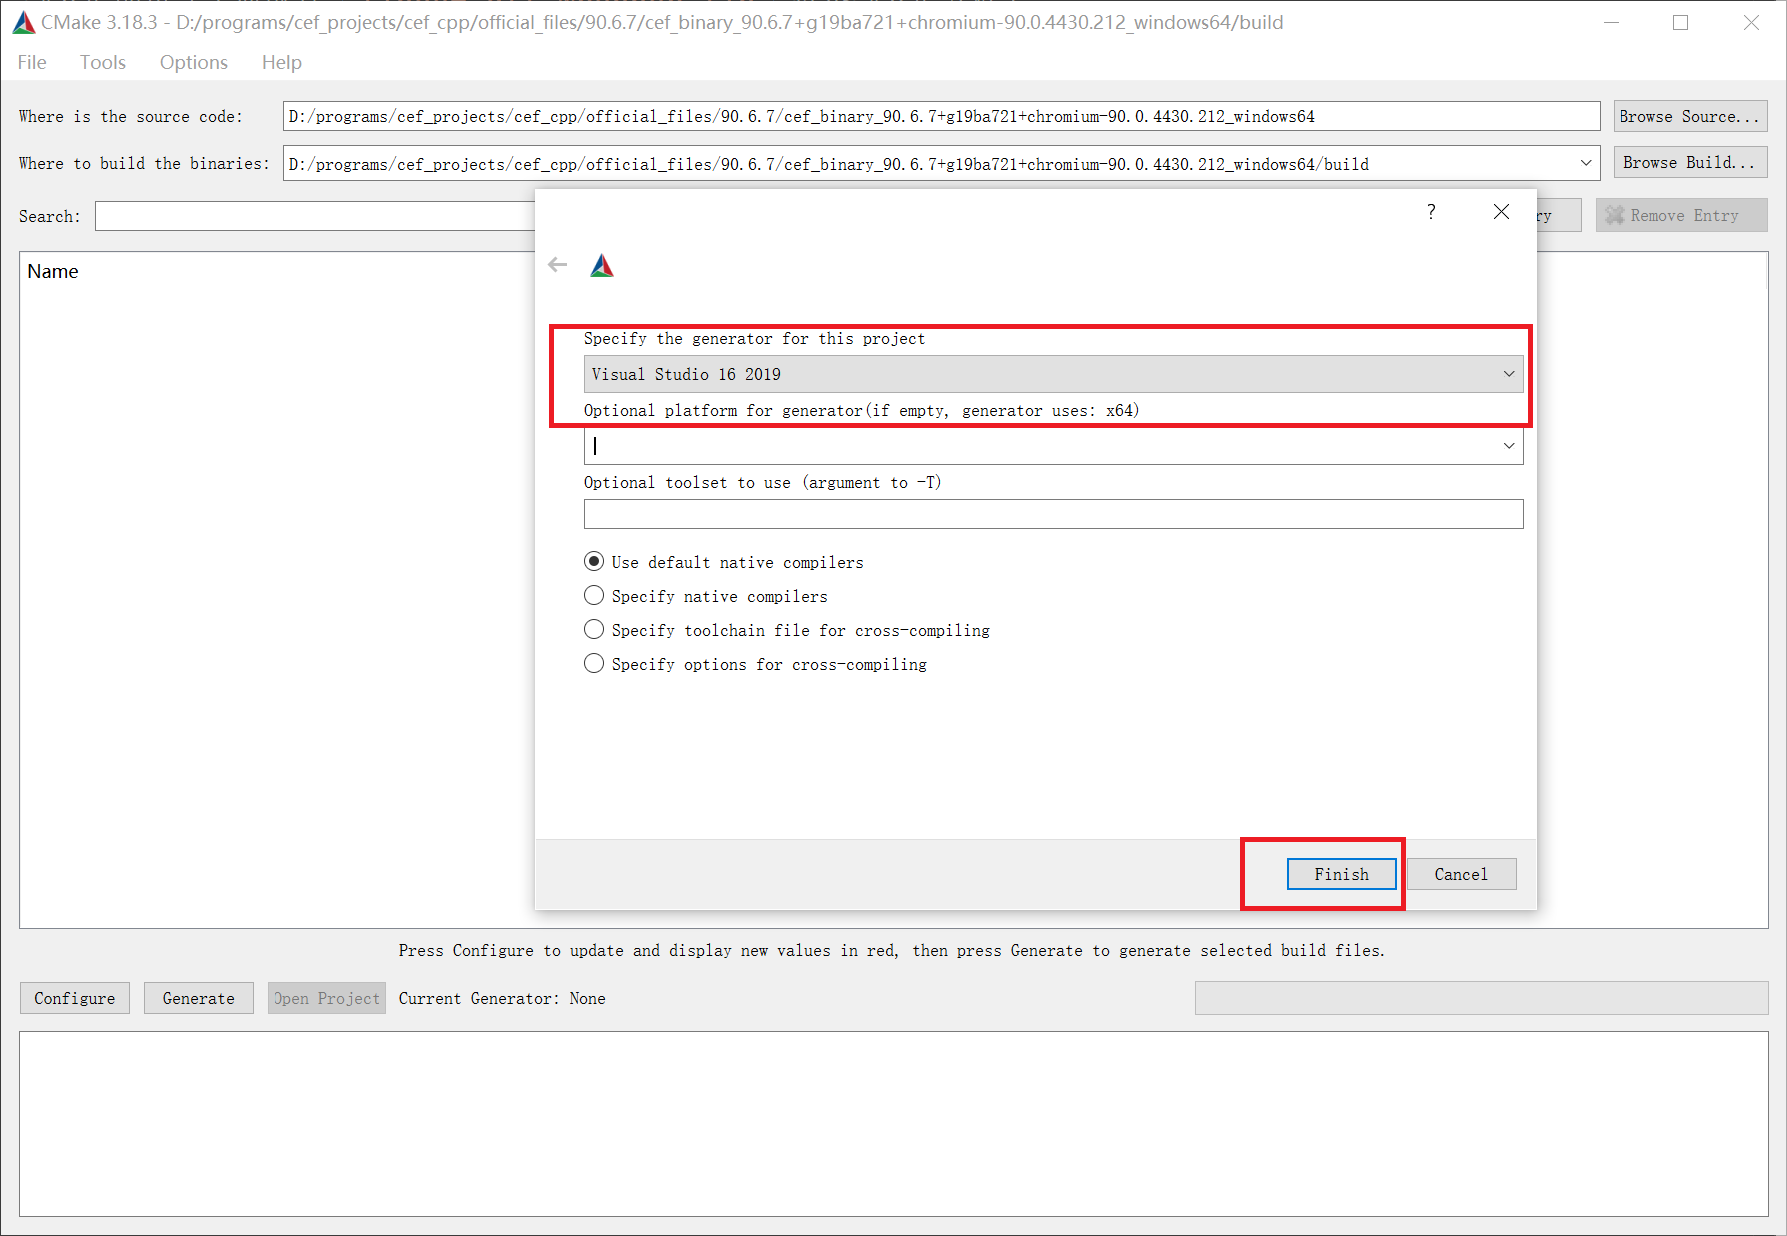 CMake 3.18.3 - D:/programs/cef_projects/cef_cpp/official_files/90.6.7/cef_binary_90.6.7+g19ba721+chromium-90.0.4430.212_windows64/build
File Tools Options Help
Where is the source code: D:/programs/cef_projects/cef_cpp/official_files/90.6.7/cef_binary_90.6.7+g19ba721+chromium-90.0.4430.212_windows64 Browse Source...
Where to build the binaries: D:/programs/cef_projects/cef_cpp/official_files/90.6.7/cef_binary_90.6.7+g19ba721+chromium-90.0.4430.212_windows64/build Browse Build...
Search: Remove Entry
Name
Specify the generator for this project
Visual Studio 16 2019
Optional platform for generator(if empty, generator uses: x64)
Optional toolset to use (argument to -T)
Use default native compilers
Specify native compilers
Specify toolchain file for cross-compiling
Specify options for cross-compiling
Finish Cancel
Press Configure to update and display new values in red, then press Generate to generate selected build files.
Configure Generate Open Project Current Generator: None